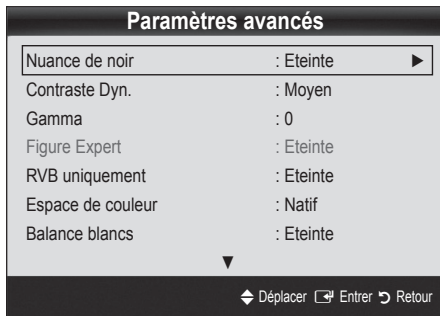 Paramètres avancés
Nuance de noir : Eteinte ►
Contraste Dyn. : Moyen
Gamma : 0
Figure Expert : Eteinte
RVB uniquement : Eteinte
Espace de couleur : Natif
Balance blancs : Eteinte
▼
Déplacer Entrer Retour